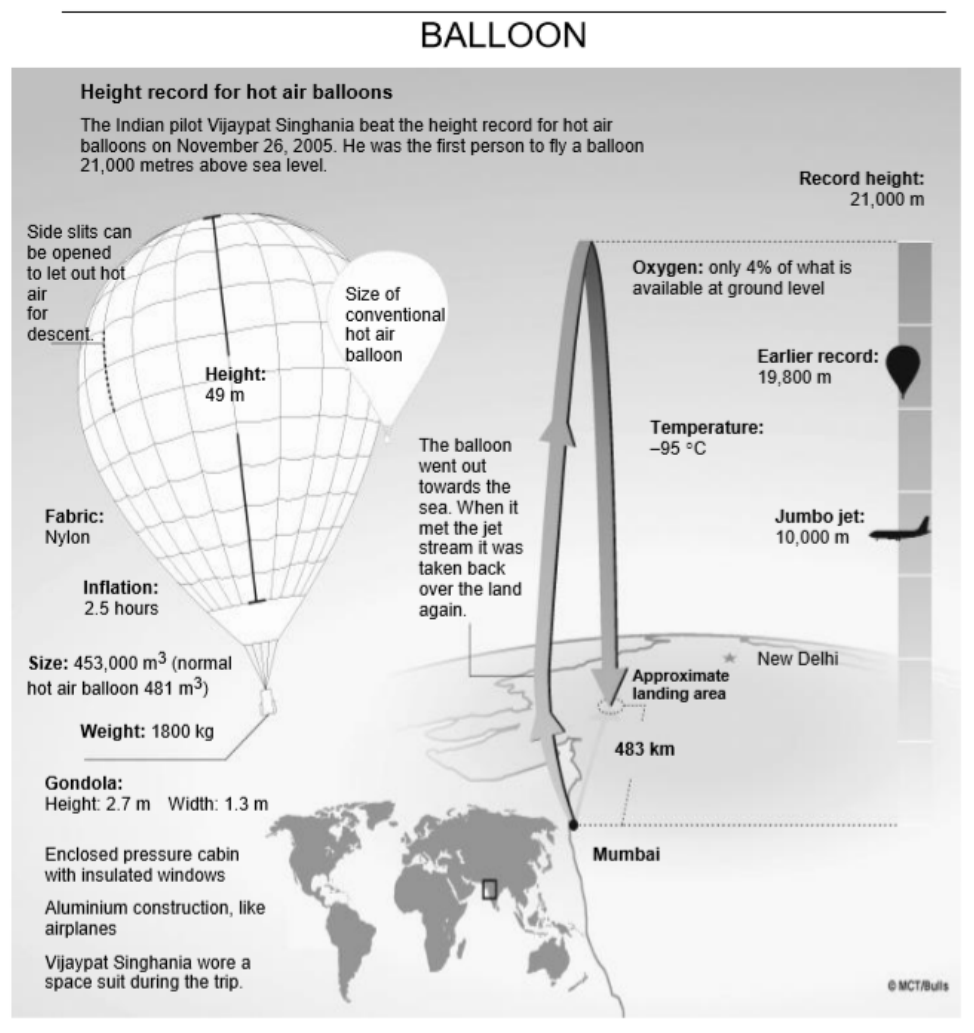 BALLOON
Height record for hot air balloons
The Indian pilot Vijaypat Singhania beat the height record for hot air
balloons on November 26, 2005. He was the first person to fly a balloon
21,000 metres above sea level.
Record height:
21,000 m
Side slits can
be opened
to let out hot
air
for
descent.
Size of
conventional
hot air
balloon
Height:
49 m
Oxygen: only 4% of what is
available at ground level
Earlier record:
19,800 m
Temperature:
–95 °C
The balloon
went out
towards the
sea. When it
met the jet
stream it was
taken back
over the land
again.
Jumbo jet:
10,000 m
Fabric:
Nylon
Inflation:
2.5 hours
Size: 453,000 m³ (normal
hot air balloon 481 m³)
Weight: 1800 kg
New Delhi
Approximate
landing area
483 km
Gondola:
Height: 2.7 m Width: 1.3 m
Mumbai
Enclosed pressure cabin
with insulated windows
Aluminium construction, like
airplanes
Vijaypat Singhania wore a
space suit during the trip.
© MCT/Bulls